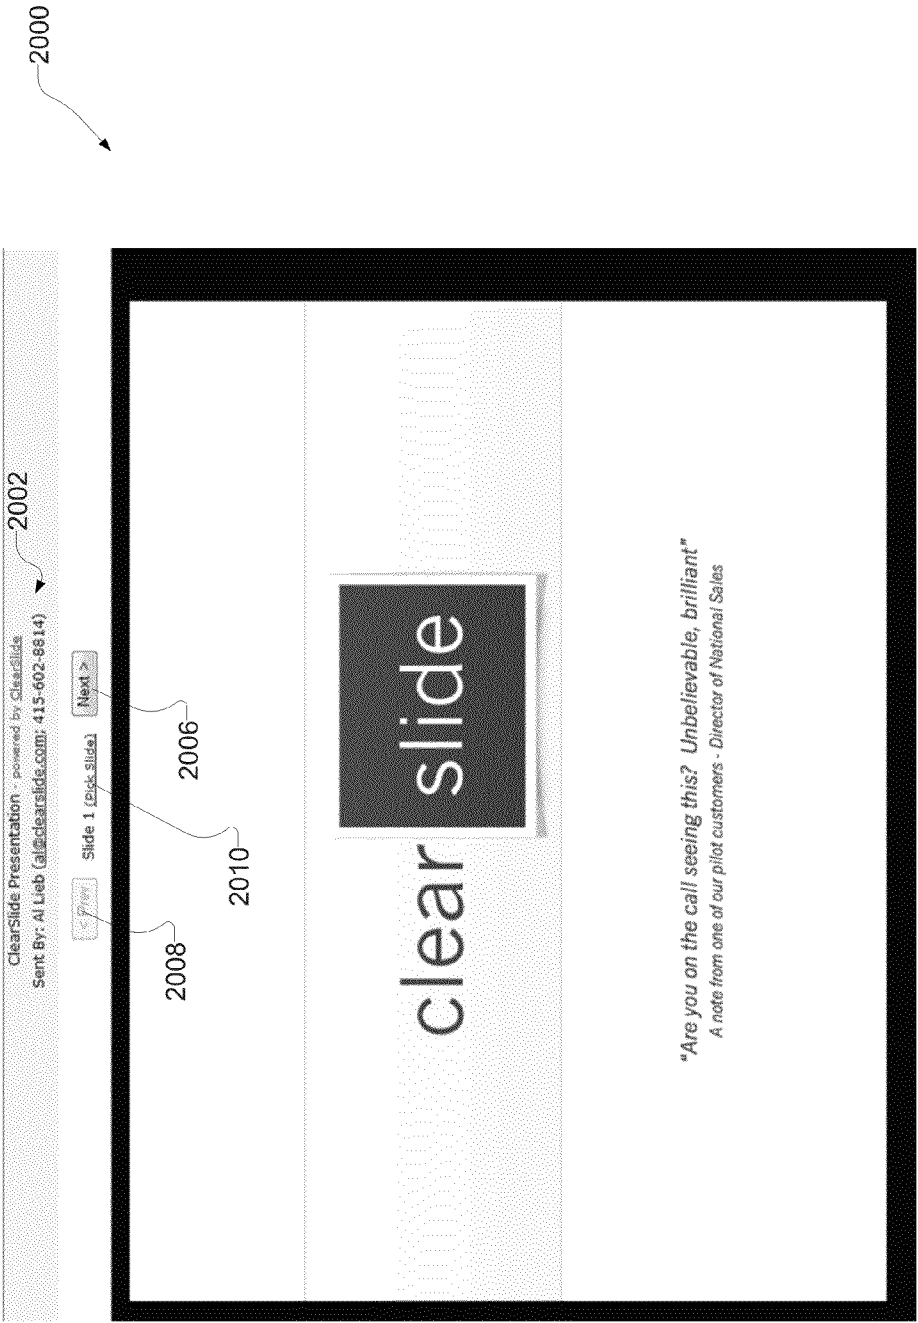 2000
2002
ClearSlide Presentation - powered by ClearSlide
Sent By: Al Lieb (al@clearslide.com; 415-602-8814)
< Prev Slide 1 (Pick Slide) Next >
2008
2010
2006
clear slide
"Are you on the call seeing this? Unbelievable, brilliant"
A note from one of our pilot customers - Director of National Sales